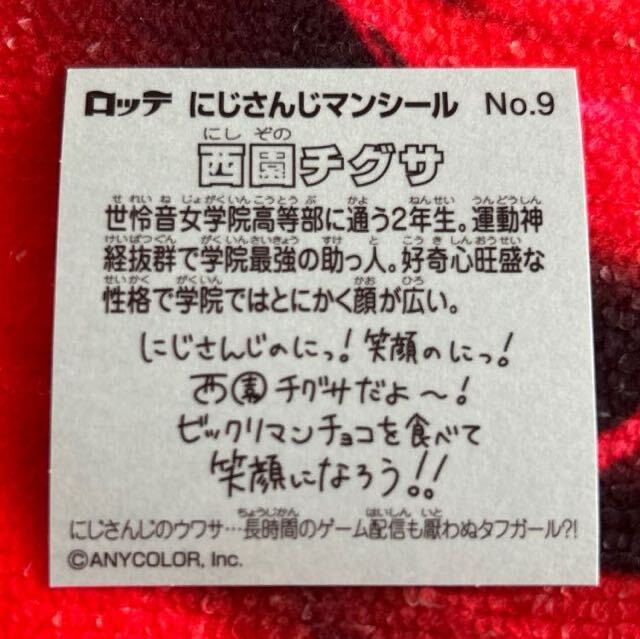 ロッテ にじさんじマンシール No.9
にし ぞの
西園チグサ
せ れい ね じょ がくいん こうとう ぶ かよ ねんせい うんどうしん
世怜音女学院高等部に通う2年生。運動神
けいばつぐん がくいんさいきょう すけ と こう き しんおうせい
経抜群で学院最強の助っ人。好奇心旺盛な
せいかく がくいん かお ひろ
性格で学院ではとにかく顔が広い。
にじさんじのにっ!笑顔のにっ!
西園チグサだよ～!
ビックリマンチョコを食べて
笑顔になろう!!
ちょうじかん はいしん いと
にじさんじのウワサ…長時間のゲーム配信も厭わぬタフガール?!
©ANYCOLOR, Inc.